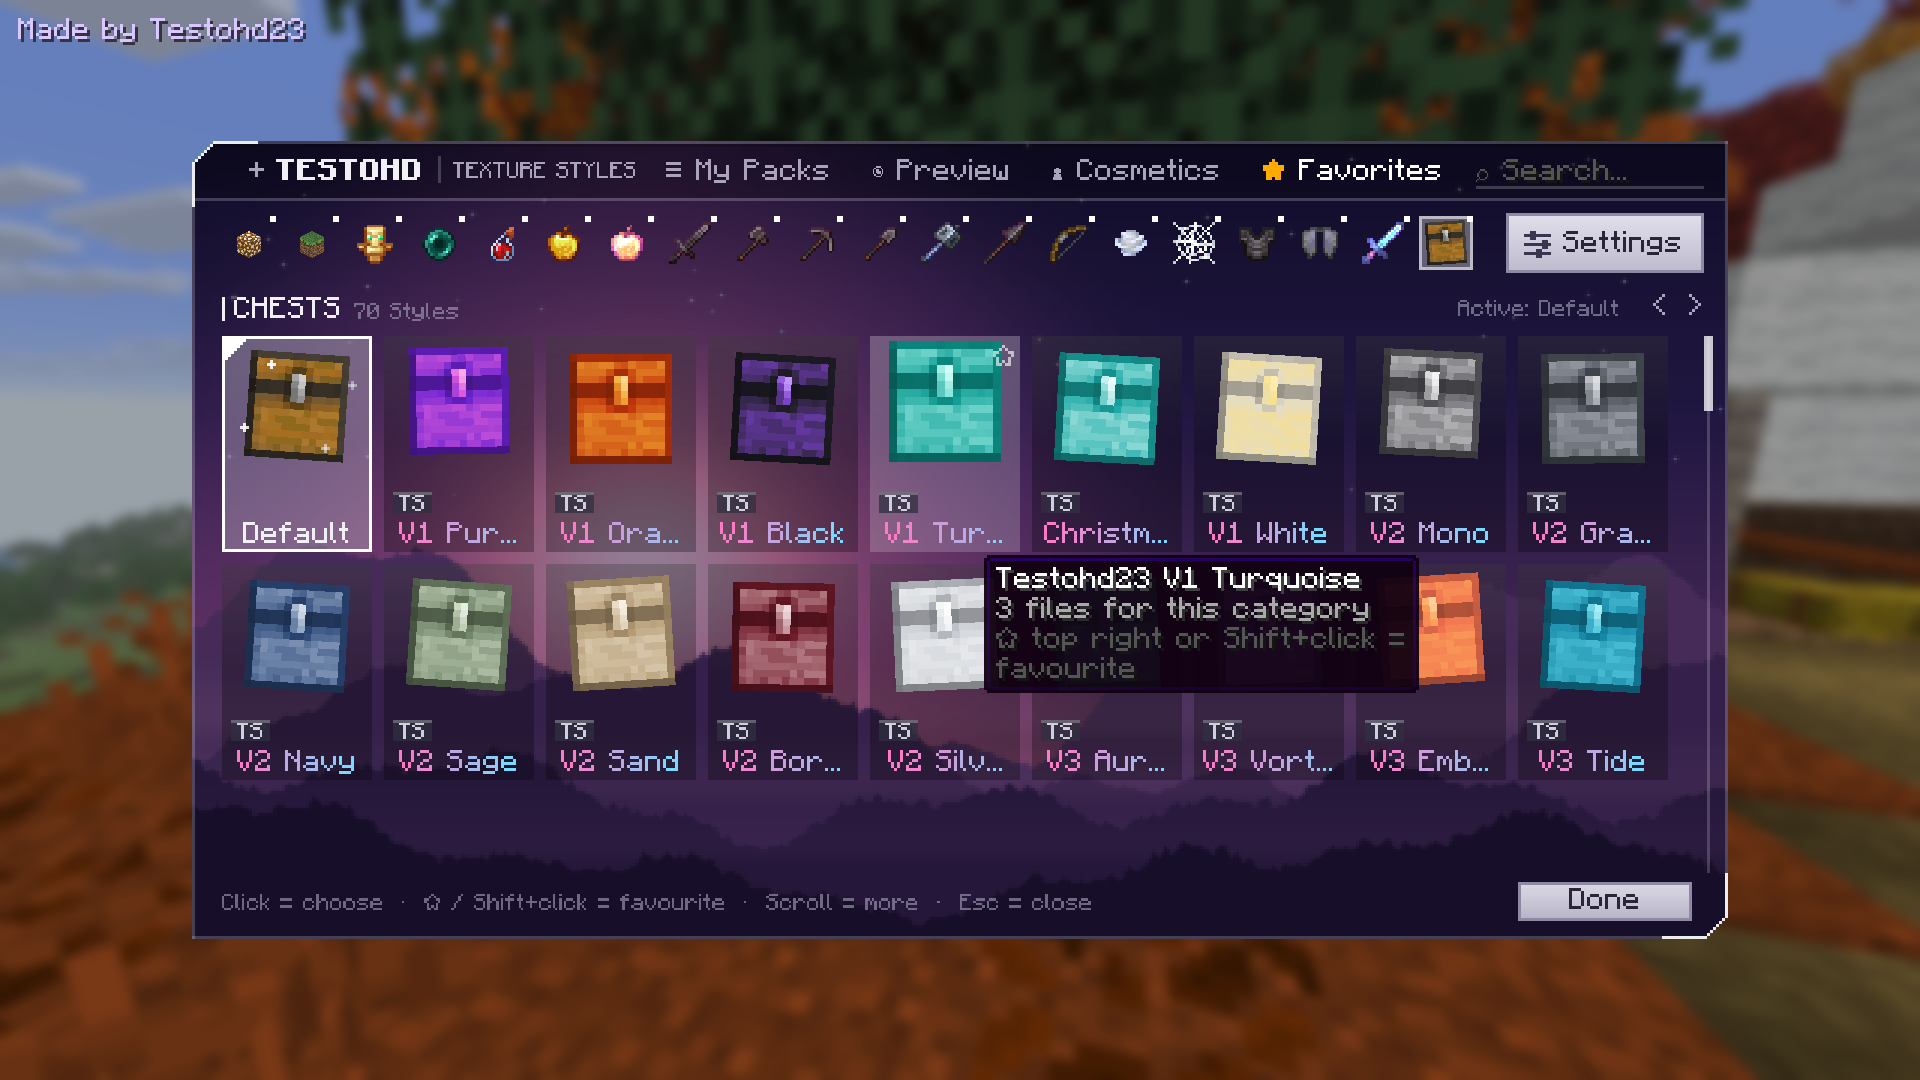 Made by Testohd23
+ TESTOHD | TEXTURE STYLES
My Packs
Preview
Cosmetics
Favorites
Search...
Settings
CHESTS 70 Styles
Active: Default
Default
TS
V1 Pur...
TS
V1 Ora...
TS
V1 Black
TS
V1 Tur...
TS
Christm...
TS
V1 White
TS
V2 Mono
TS
V2 Gra...
Testohd23 V1 Turquoise
3 files for this category
☆ top right or Shift+click =
favourite
TS
V2 Navy
TS
V2 Sage
TS
V2 Sand
TS
V2 Bor...
TS
V2 Silv...
TS
V3 Aur...
TS
V3 Vort...
TS
V3 Emb...
TS
V3 Tide
Click = choose · ☆ / Shift+click = favourite · Scroll = more · Esc = close
Done